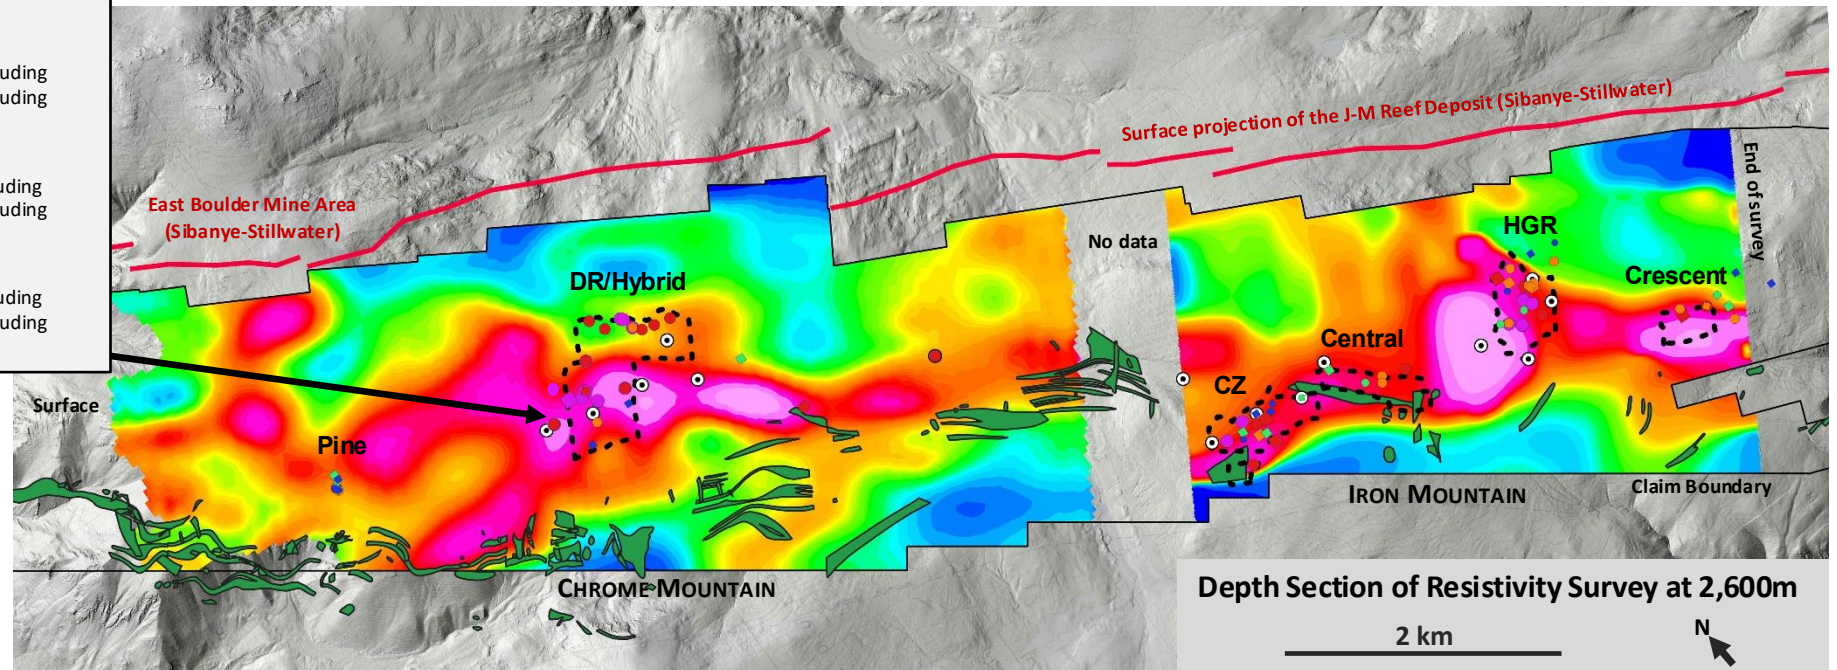 uding
uding
uding
uding
uding
uding
Surface projection of the J-M Reef Deposit (Sibanye-Stillwater)
East Boulder Mine Area
(Sibanye-Stillwater)
No data
End of survey
HGR
DR/Hybrid
Crescent
Central
CZ
Surface
Pine
IRON MOUNTAIN
Claim Boundary
CHROME MOUNTAIN
Depth Section of Resistivity Survey at 2,600m
2 km
N